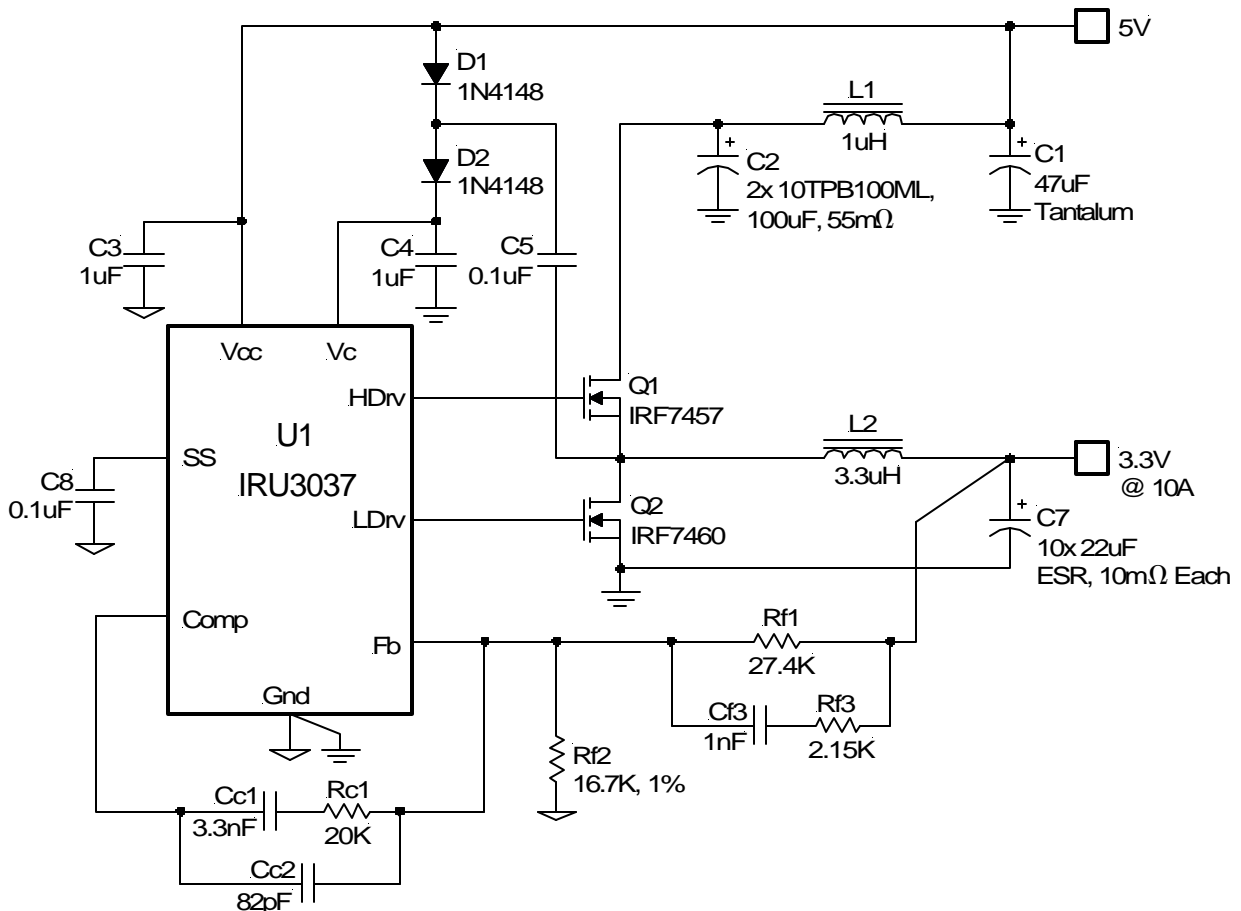 5V
D1
1N4148
L1
1uH
D2
1N4148
C2
2x 10TPB100ML,
100uF, 55mΩ
C1
47uF
Tantalum
C3
1uF
C4
1uF
C5
0.1uF
Vcc
Vc
HDrv
Q1
IRF7457
U1
IRU3037
SS
C8
0.1uF
L2
3.3uH
3.3V
@ 10A
LDrv
Q2
IRF7460
C7
10x 22uF
ESR, 10mΩ Each
Comp
Fb
Rf1
27.4K
Gnd
Cf3
1nF
Rf3
2.15K
Rf2
16.7K, 1%
Cc1
3.3nF
Rc1
20K
Cc2
82pF